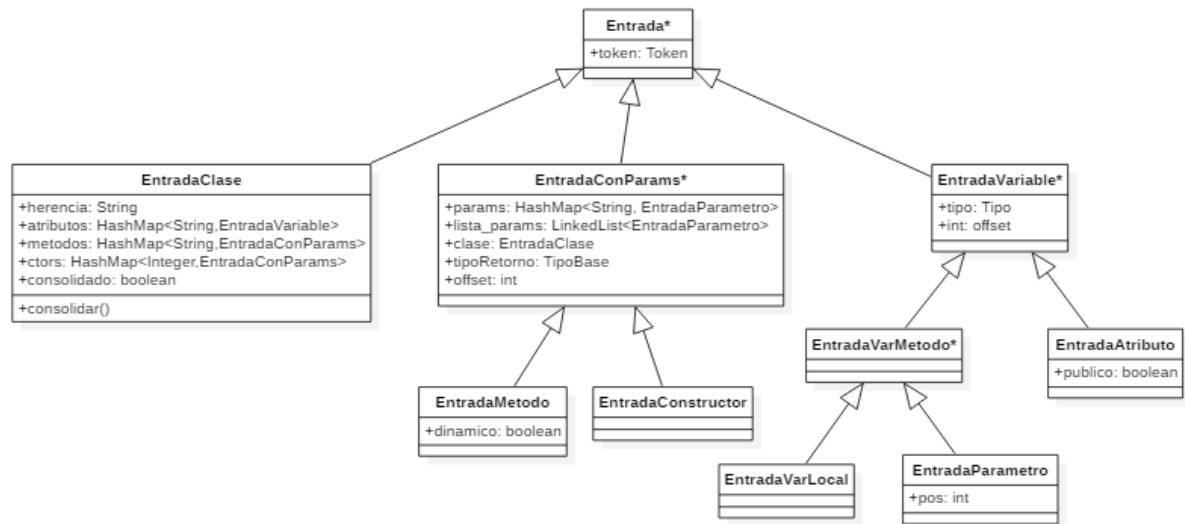 Entrada*
+token: Token
EntradaClase
+herencia: String
+atributos: HashMap<String,EntradaVariable>
+metodos: HashMap<String,EntradaConParams>
+ctors: HashMap<Integer,EntradaConParams>
+consolidado: boolean
+consolidar()
EntradaConParams*
+params: HashMap<String, EntradaParametro>
+lista_params: LinkedList<EntradaParametro>
+clase: EntradaClase
+tipoRetorno: TipoBase
+offset: int
EntradaVariable*
+tipo: Tipo
+int: offset
EntradaVarMetodo*
EntradaAtributo
+publico: boolean
EntradaMetodo
+dinamico: boolean
EntradaConstructor
EntradaVarLocal
EntradaParametro
+pos: int